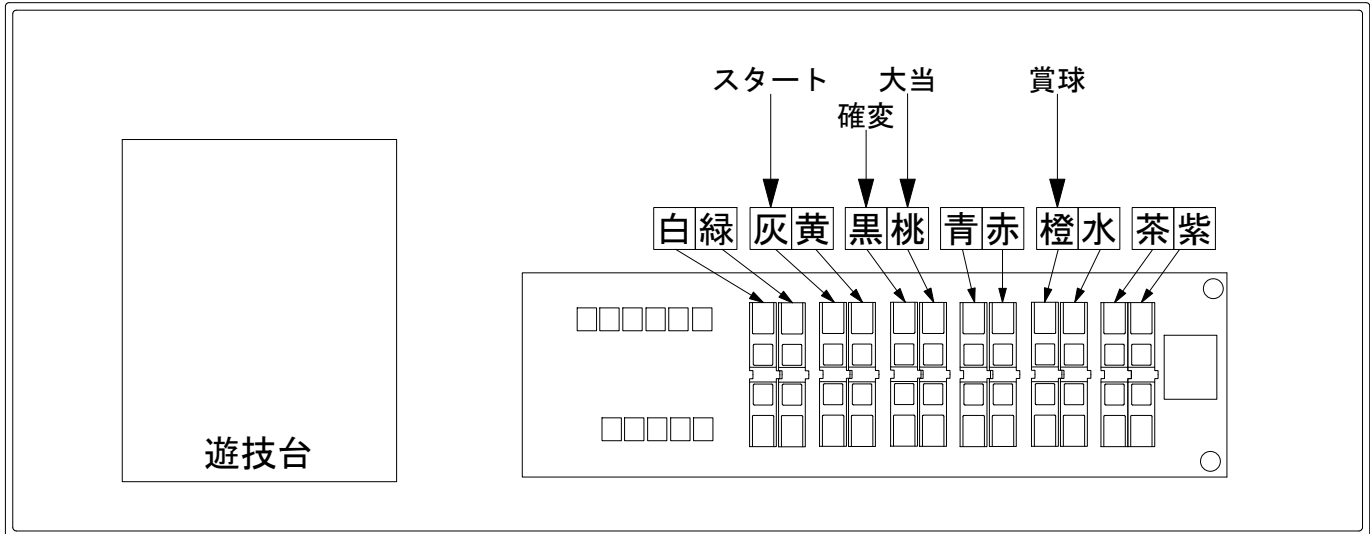 スタート 大当 賞球
確変
白緑 灰黄 黒桃 青赤 橙水 茶紫
遊技台